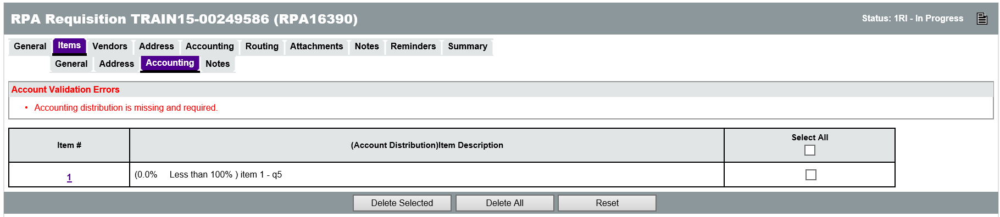 RPA Requisition TRAIN15-00249586 (RPA16390)
Status: 1RI - In Progress
General Items Vendors Address Accounting Routing Attachments Notes Reminders Summary
General Address Accounting Notes
Account Validation Errors
• Accounting distribution is missing and required.
Item # (Account Distribution)Item Description Select All
1 (0.0% Less than 100% ) item 1 - q5
Delete Selected Delete All Reset